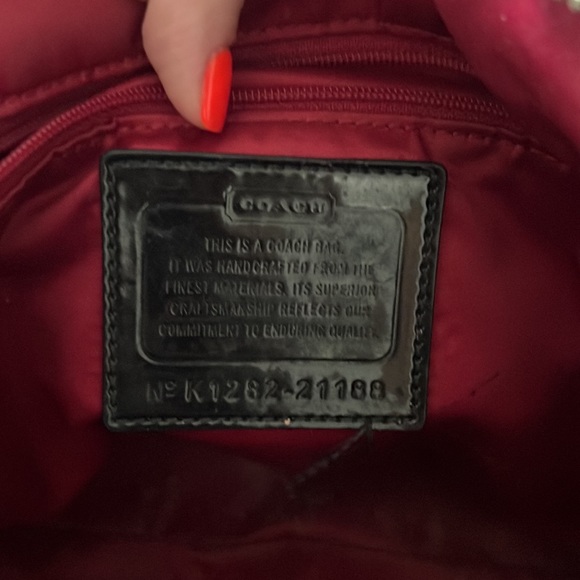 COACH
THIS IS A COACH BAG.
IT WAS HANDCRAFTED FROM THE
FINEST MATERIALS. ITS SUPERIOR
CRAFTSMANSHIP REFLECTS OUR
COMMITMENT TO ENDURING QUALITY.
Nº K1262-21188